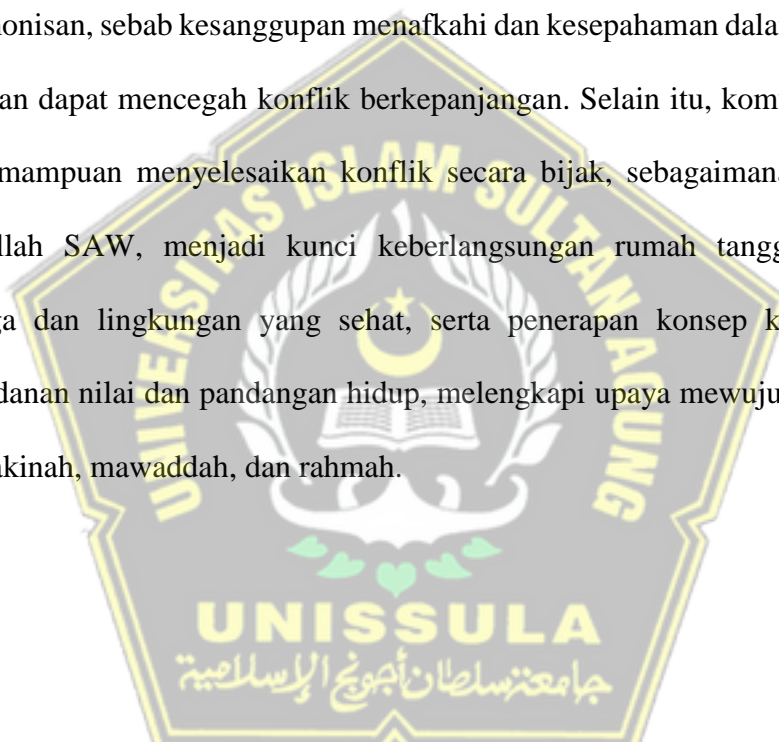 onisan, sebab kesanggupan menafkahi dan kesepahaman dala
an dapat mencegah konflik berkepanjangan. Selain itu, kom
mampuan menyelesaikan konflik secara bijak, sebagaimana
llah SAW, menjadi kunci keberlangsungan rumah tangg
ga dan lingkungan yang sehat, serta penerapan konsep k
danan nilai dan pandangan hidup, melengkapi upaya mewuju
akinah, mawaddah, dan rahmah.
UNIVERSITAS ISLAM SULTAN AGUNG
UNISSULA
جامعة سلطان أجونج الإسلامية